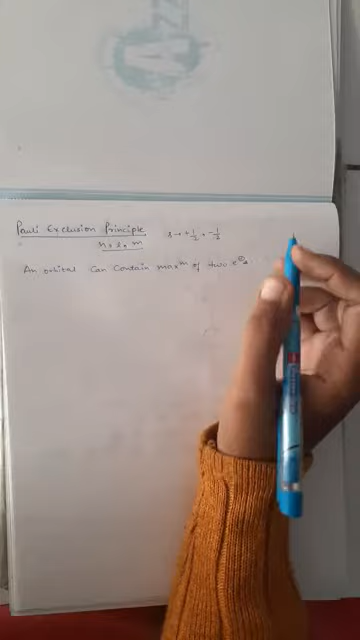 Pauli Exclusion Principle s → +1/2, -1/2
n, l, m
An orbital Can Contain max^m of two e^⊖s